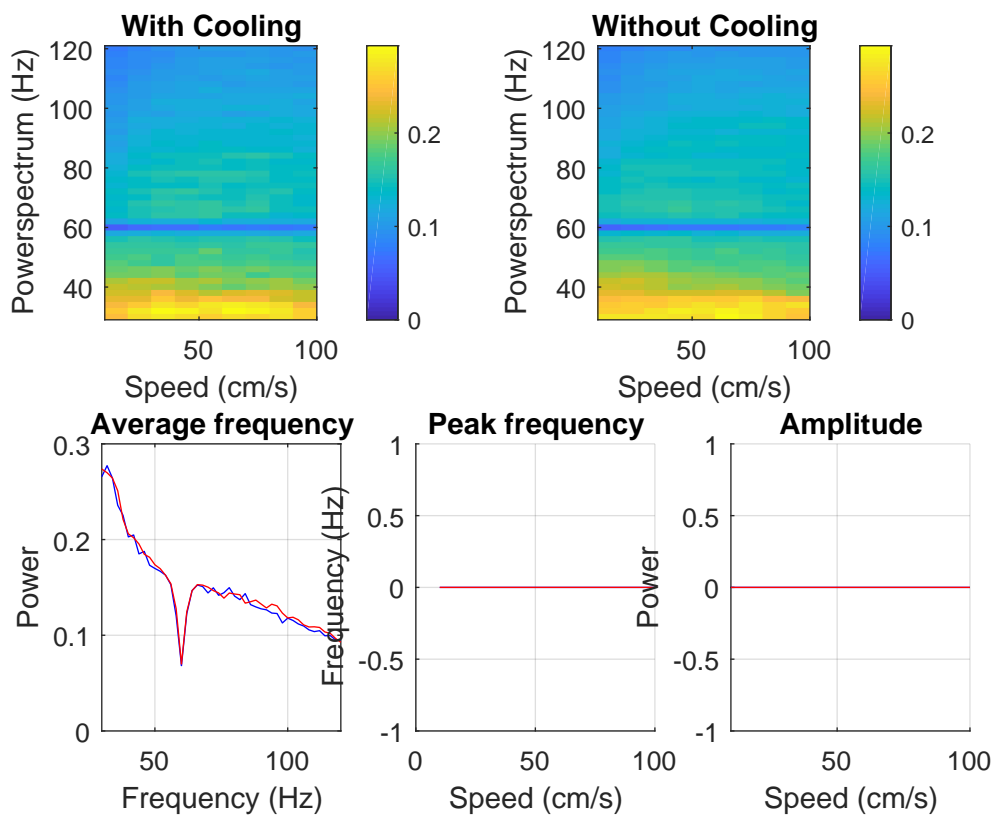 With Cooling
Without Cooling
Powerspectrum (Hz)
120
100
80
60
40
50
100
Speed (cm/s)
0.2
0.1
0
Powerspectrum (Hz)
120
100
80
60
40
50
100
Speed (cm/s)
0.2
0.1
0
Average frequency
Power
0.3
0.2
0.1
0
50
100
Frequency (Hz)
Peak frequency
Frequency (Hz)
1
0.5
0
-0.5
-1
0
50
100
Speed (cm/s)
Amplitude
Power
1
0.5
0
-0.5
-1
50
100
Speed (cm/s)